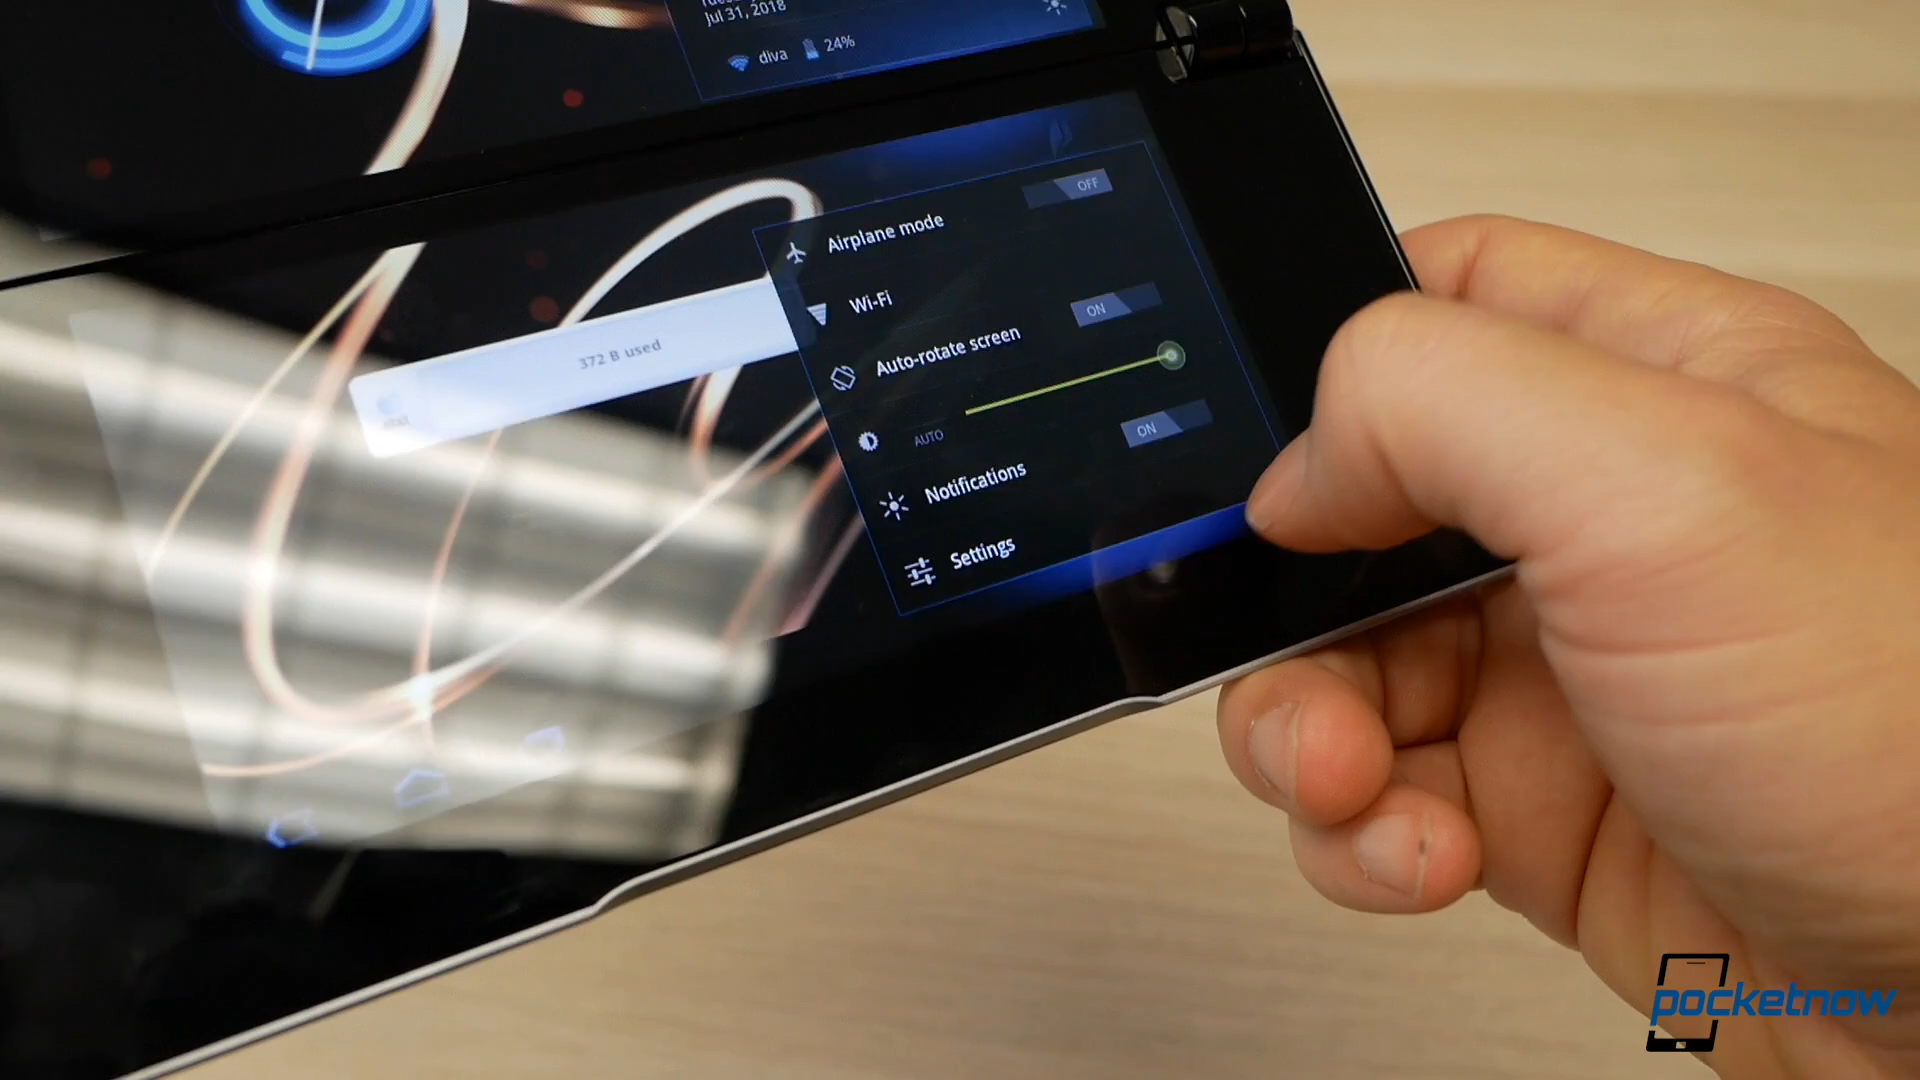 Jul 31, 2018
diva 24%
OFF
Airplane mode
Wi-Fi
ON
372 B used
Auto-rotate screen
AUTO
ON
Notifications
Settings
pocketnow